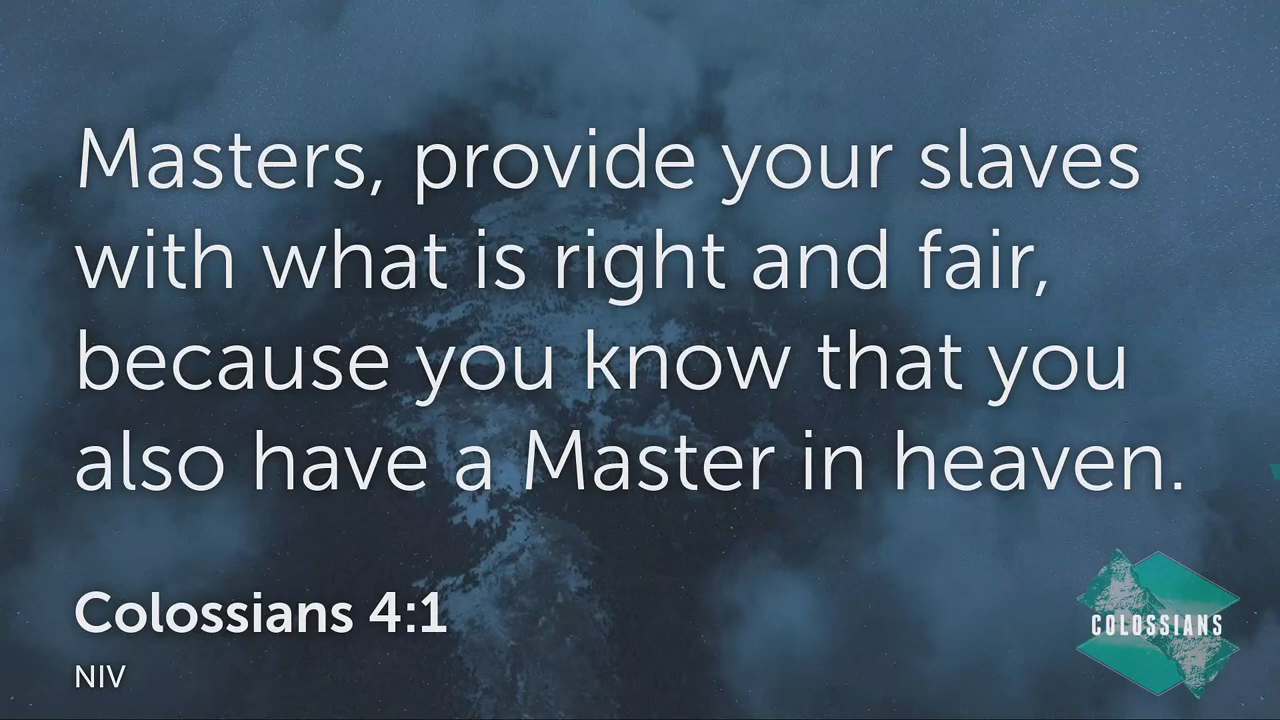 Masters, provide your slaves
with what is right and fair,
because you know that you
also have a Master in heaven.
Colossians 4:1
NIV
COLOSSIANS